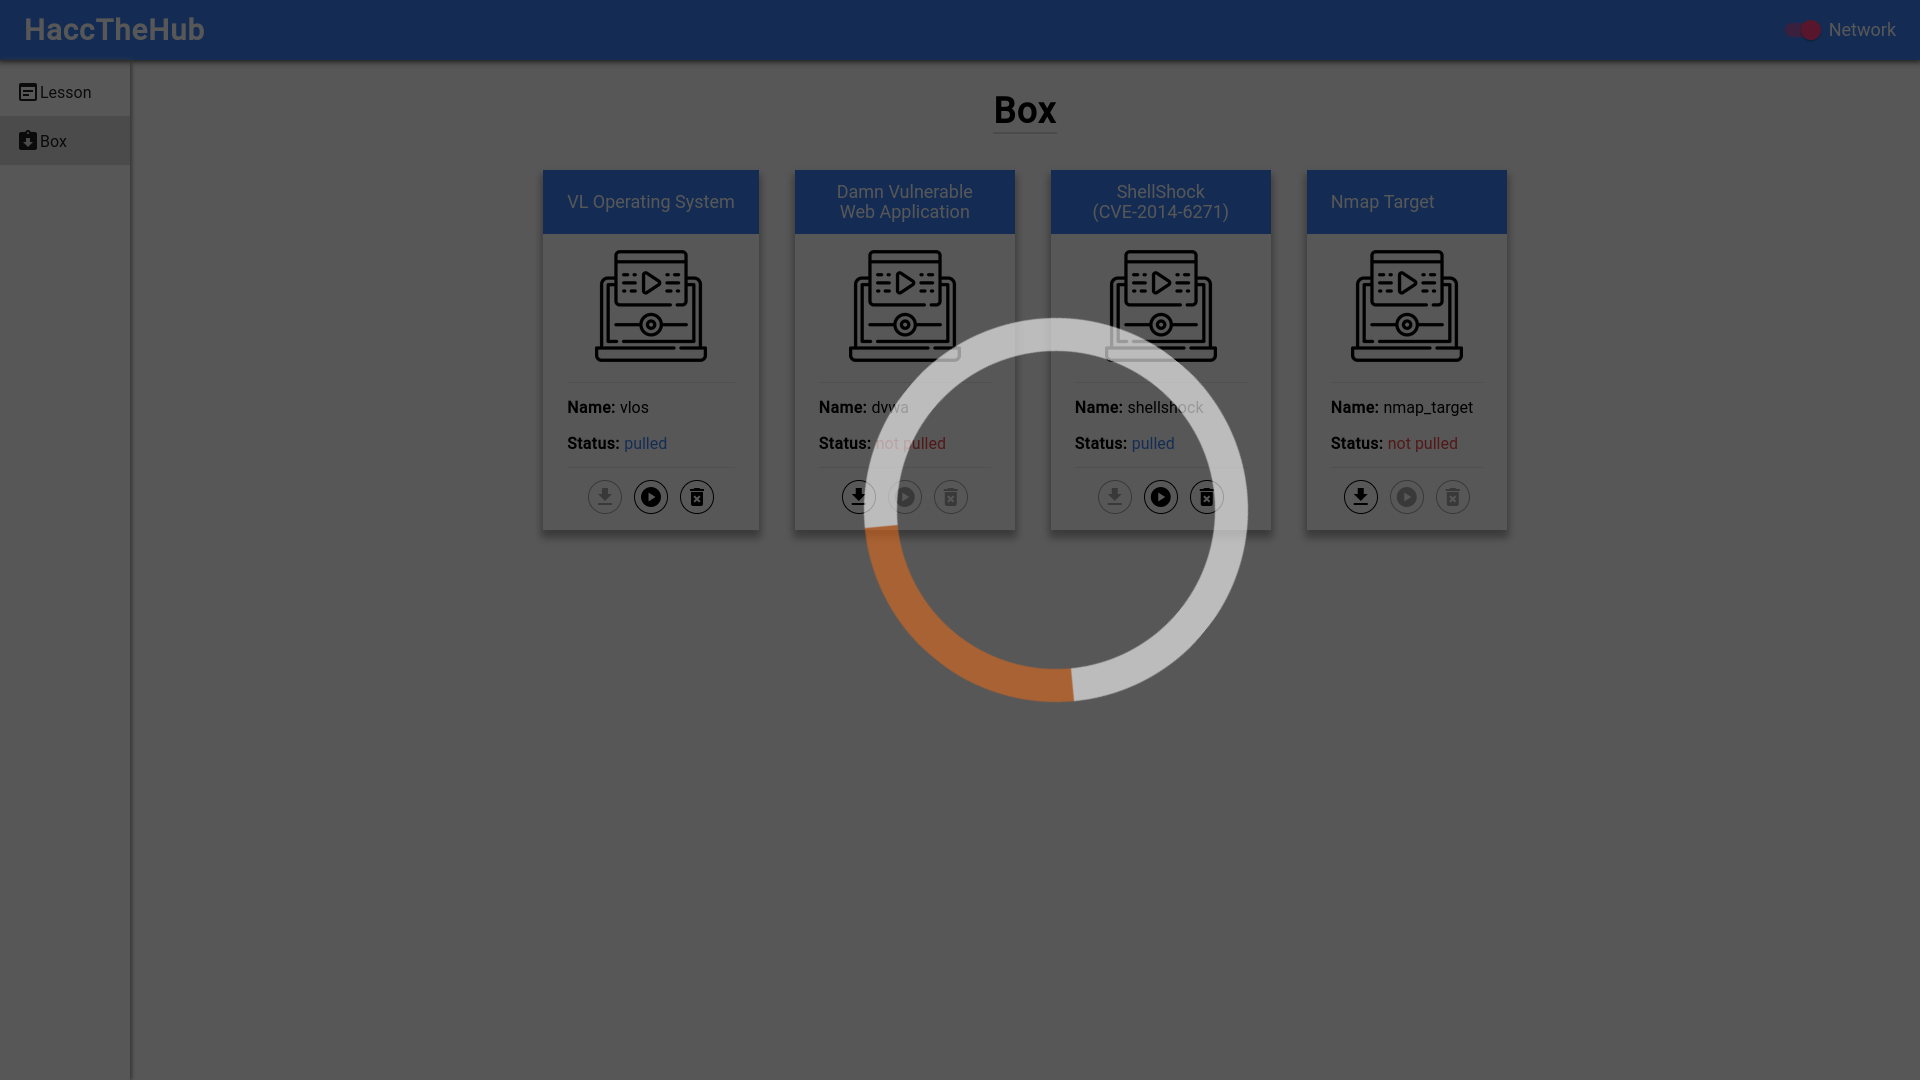 HaccTheHub
Network
Lesson
Box
Box
VL Operating System
Name: vlos
Status: pulled
Damn Vulnerable
Web Application
Name: dvwa
Status: not pulled
ShellShock
(CVE-2014-6271)
Name: shellshock
Status: pulled
Nmap Target
Name: nmap_target
Status: not pulled